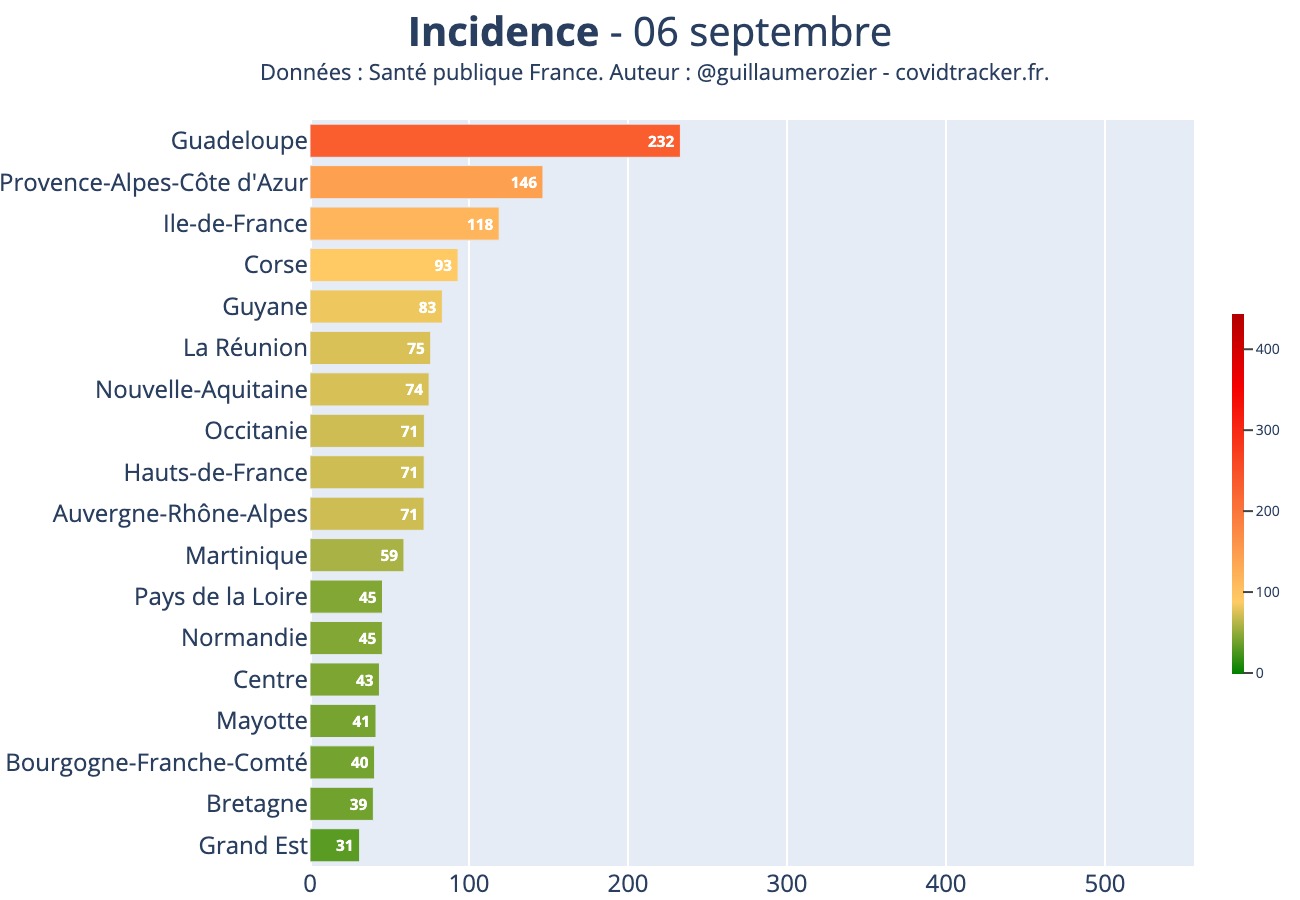 Incidence - 06 septembre
Données : Santé publique France. Auteur : @guillaumerozier - covidtracker.fr.
Guadeloupe 232
Provence-Alpes-Côte d'Azur 146
Ile-de-France 118
Corse 93
Guyane 83
La Réunion 75
Nouvelle-Aquitaine 74
Occitanie 71
Hauts-de-France 71
Auvergne-Rhône-Alpes 71
Martinique 59
Pays de la Loire 45
Normandie 45
Centre 43
Mayotte 41
Bourgogne-Franche-Comté 40
Bretagne 39
Grand Est 31
0 100 200 300 400 500
400
300
200
100
0